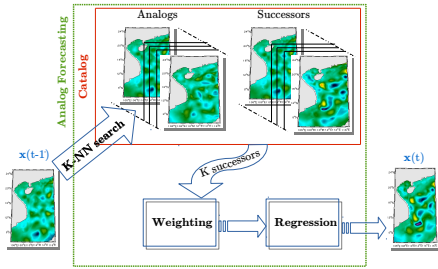 Analogs
Successors
Analog Forecasting
Catalog
x(t-1)
K-NN search
K successors
x(t)
Weighting
Regression